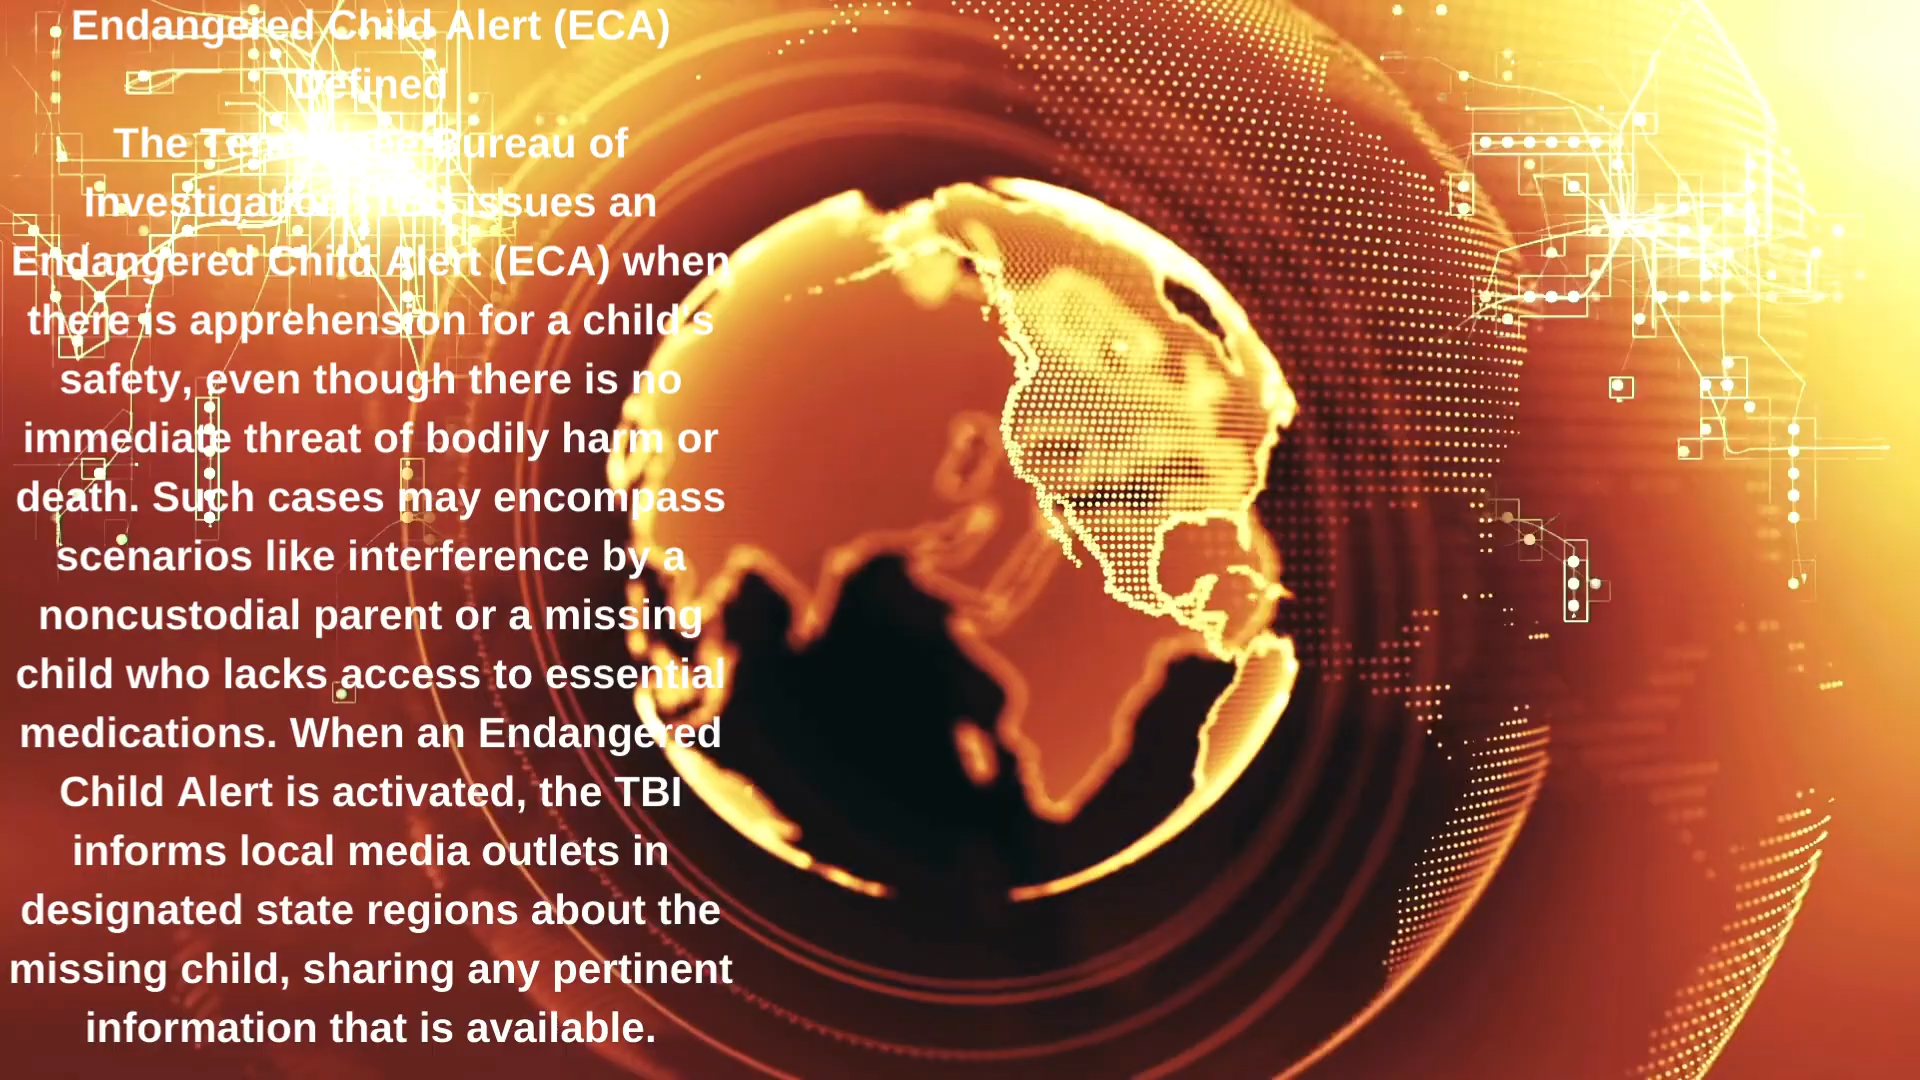 Endangered Child Alert (ECA)
Defined
The Tennessee Bureau of
Investigation (TBI) issues an
Endangered Child Alert (ECA) when
there is apprehension for a child's
safety, even though there is no
immediate threat of bodily harm or
death. Such cases may encompass
scenarios like interference by a
noncustodial parent or a missing
child who lacks access to essential
medications. When an Endangered
Child Alert is activated, the TBI
informs local media outlets in
designated state regions about the
missing child, sharing any pertinent
information that is available.